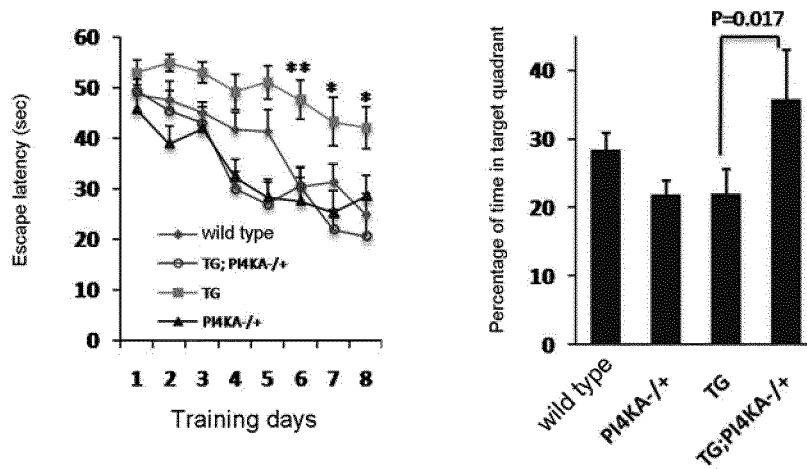 Escape latency (sec)
60
50
40
30
20
10
0
**
*
*
wild type
TG; PI4KA-/+
TG
PI4KA-/+
1 2 3 4 5 6 7 8
Training days
P=0.017
Percentage of time in target quadrant
40
30
20
10
0
wild type
PI4KA-/+
TG
TG;PI4KA-/+